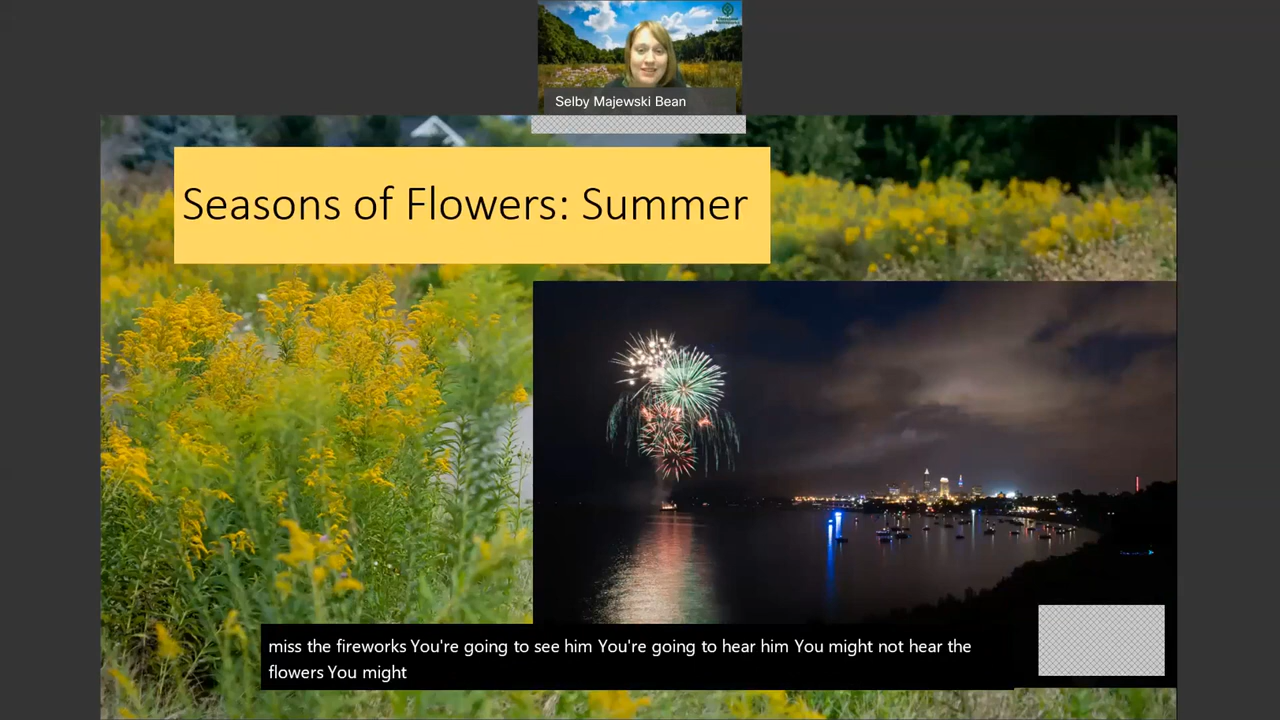 Selby Majewski Bean
Seasons of Flowers: Summer
miss the fireworks You're going to see him You're going to hear him You might not hear the
flowers You might